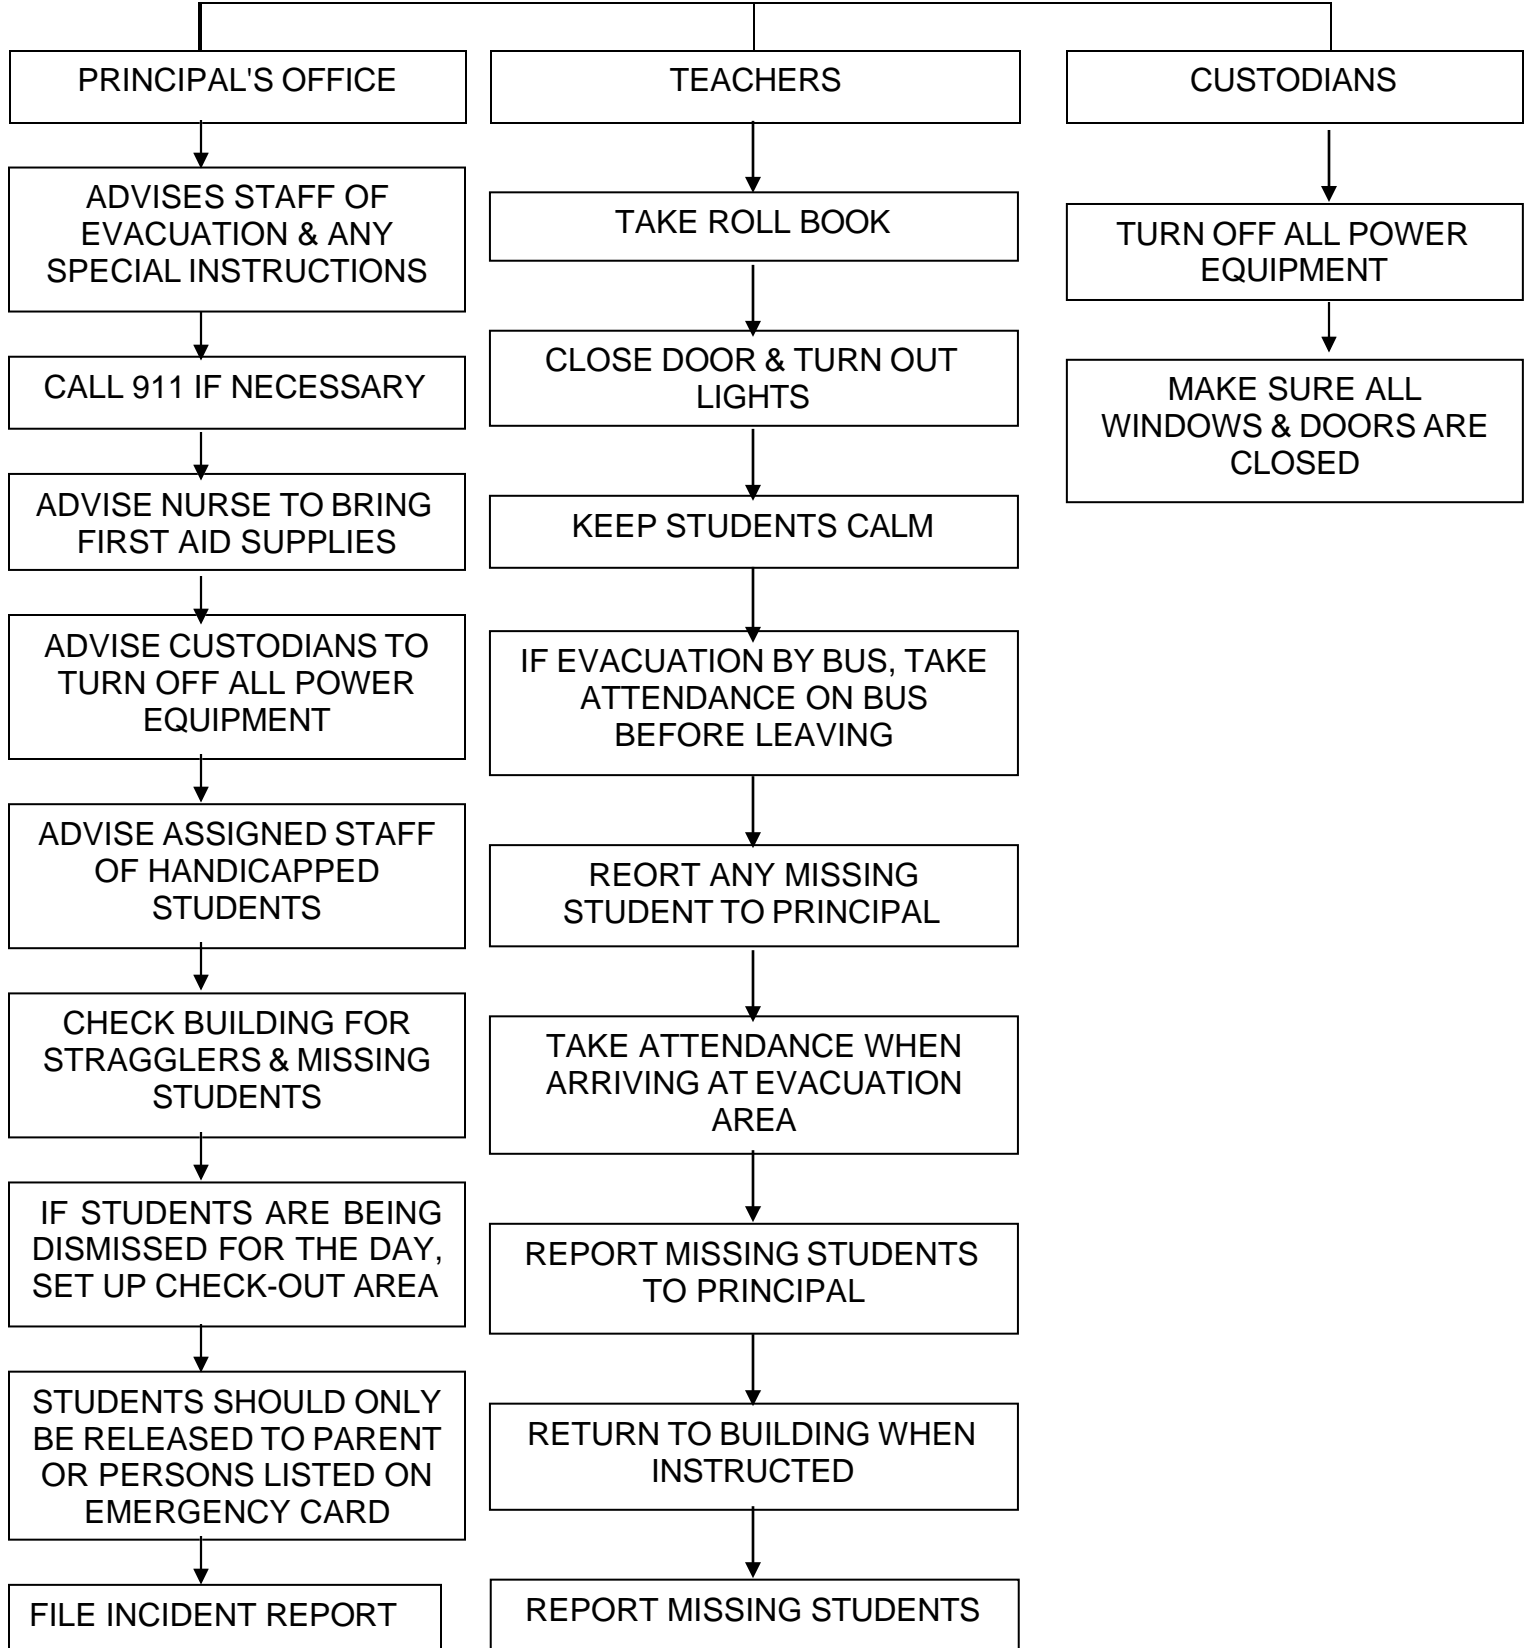 PRINCIPAL'S OFFICE
ADVISES STAFF OF
EVACUATION & ANY
SPECIAL INSTRUCTIONS
CALL 911 IF NECESSARY
ADVISE NURSE TO BRING
FIRST AID SUPPLIES
ADVISE CUSTODIANS TO
TURN OFF ALL POWER
EQUIPMENT
ADVISE ASSIGNED STAFF
OF HANDICAPPED
STUDENTS
CHECK BUILDING FOR
STRAGGLERS & MISSING
STUDENTS
IF STUDENTS ARE BEING
DISMISSED FOR THE DAY,
SET UP CHECK-OUT AREA
STUDENTS SHOULD ONLY
BE RELEASED TO PARENT
OR PERSONS LISTED ON
EMERGENCY CARD
FILE INCIDENT REPORT
TEACHERS
TAKE ROLL BOOK
CLOSE DOOR & TURN OUT
LIGHTS
KEEP STUDENTS CALM
IF EVACUATION BY BUS, TAKE
ATTENDANCE ON BUS
BEFORE LEAVING
REORT ANY MISSING
STUDENT TO PRINCIPAL
TAKE ATTENDANCE WHEN
ARRIVING AT EVACUATION
AREA
REPORT MISSING STUDENTS
TO PRINCIPAL
RETURN TO BUILDING WHEN
INSTRUCTED
REPORT MISSING STUDENTS
CUSTODIANS
TURN OFF ALL POWER
EQUIPMENT
MAKE SURE ALL
WINDOWS & DOORS ARE
CLOSED